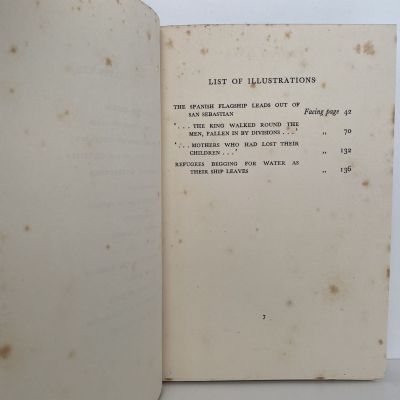 LIST OF ILLUSTRATIONS
THE SPANISH FLAGSHIP LEADS OUT OF
SAN SEBASTIAN Facing page 42
'. . . THE KING WALKED ROUND THE
MEN, FALLEN IN BY DIVISIONS . . .' ,, 70
'. . . MOTHERS WHO HAD LOST THEIR
CHILDREN . . .' ,, 132
REFUGEES BEGGING FOR WATER AS
THEIR SHIP LEAVES ,, 136
7